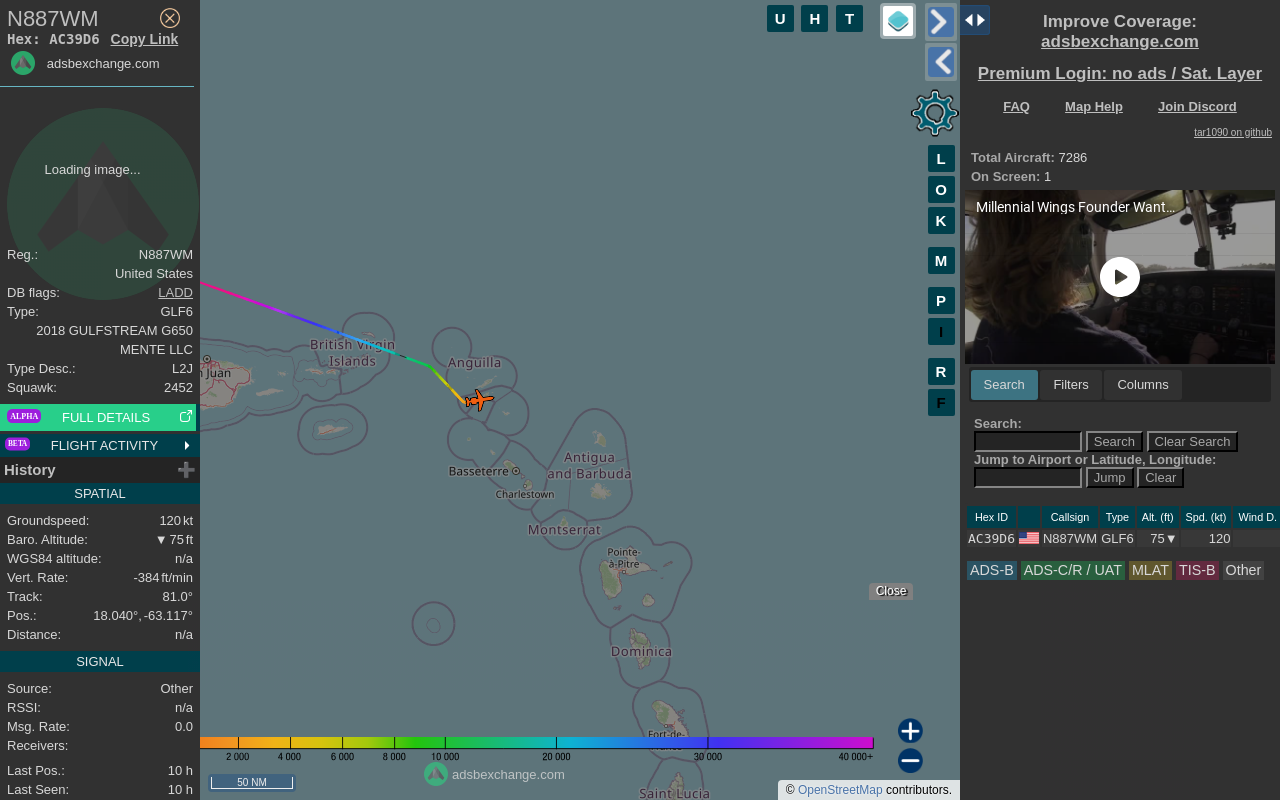 N887WM
Hex: AC39D6 Copy Link
adsbexchange.com
Loading image...
Reg.: N887WM
United States
DB flags: LADD
Type: GLF6
2018 GULFSTREAM G650
MENTE LLC
Type Desc.: L2J
Squawk: 2452
ALPHA FULL DETAILS
BETA FLIGHT ACTIVITY
History
SPATIAL
Groundspeed: 120 kt
Baro. Altitude: ▼ 75 ft
WGS84 altitude: n/a
Vert. Rate: -384 ft/min
Track: 81.0°
Pos.: 18.040°, -63.117°
Distance: n/a
SIGNAL
Source: Other
RSSI: n/a
Msg. Rate: 0.0
Receivers:
Last Pos.: 10 h
Last Seen: 10 h
U H T
L
O
K
M
P
I
R
F
British Virgin
Islands
Anguilla
n Juan
Basseterre
Charlestown
Antigua
and Barbuda
Montserrat
Pointe-
à-Pitre
Dominica
Fort-de-
Saint Lucia
Close
2 000 4 000 6 000 8 000 10 000 20 000 30 000 40 000+
50 NM
adsbexchange.com
© OpenStreetMap contributors.
Improve Coverage:
adsbexchange.com
Premium Login: no ads / Sat. Layer
FAQ Map Help Join Discord
tar1090 on github
Total Aircraft: 7286
On Screen: 1
Millennial Wings Founder Want...
Search Filters Columns
Search:
Search Clear Search
Jump to Airport or Latitude, Longitude:
Jump Clear
Hex ID Callsign Type Alt. (ft) Spd. (kt) Wind D.
AC39D6 N887WM GLF6 75▼ 120
ADS-B ADS-C/R / UAT MLAT TIS-B Other